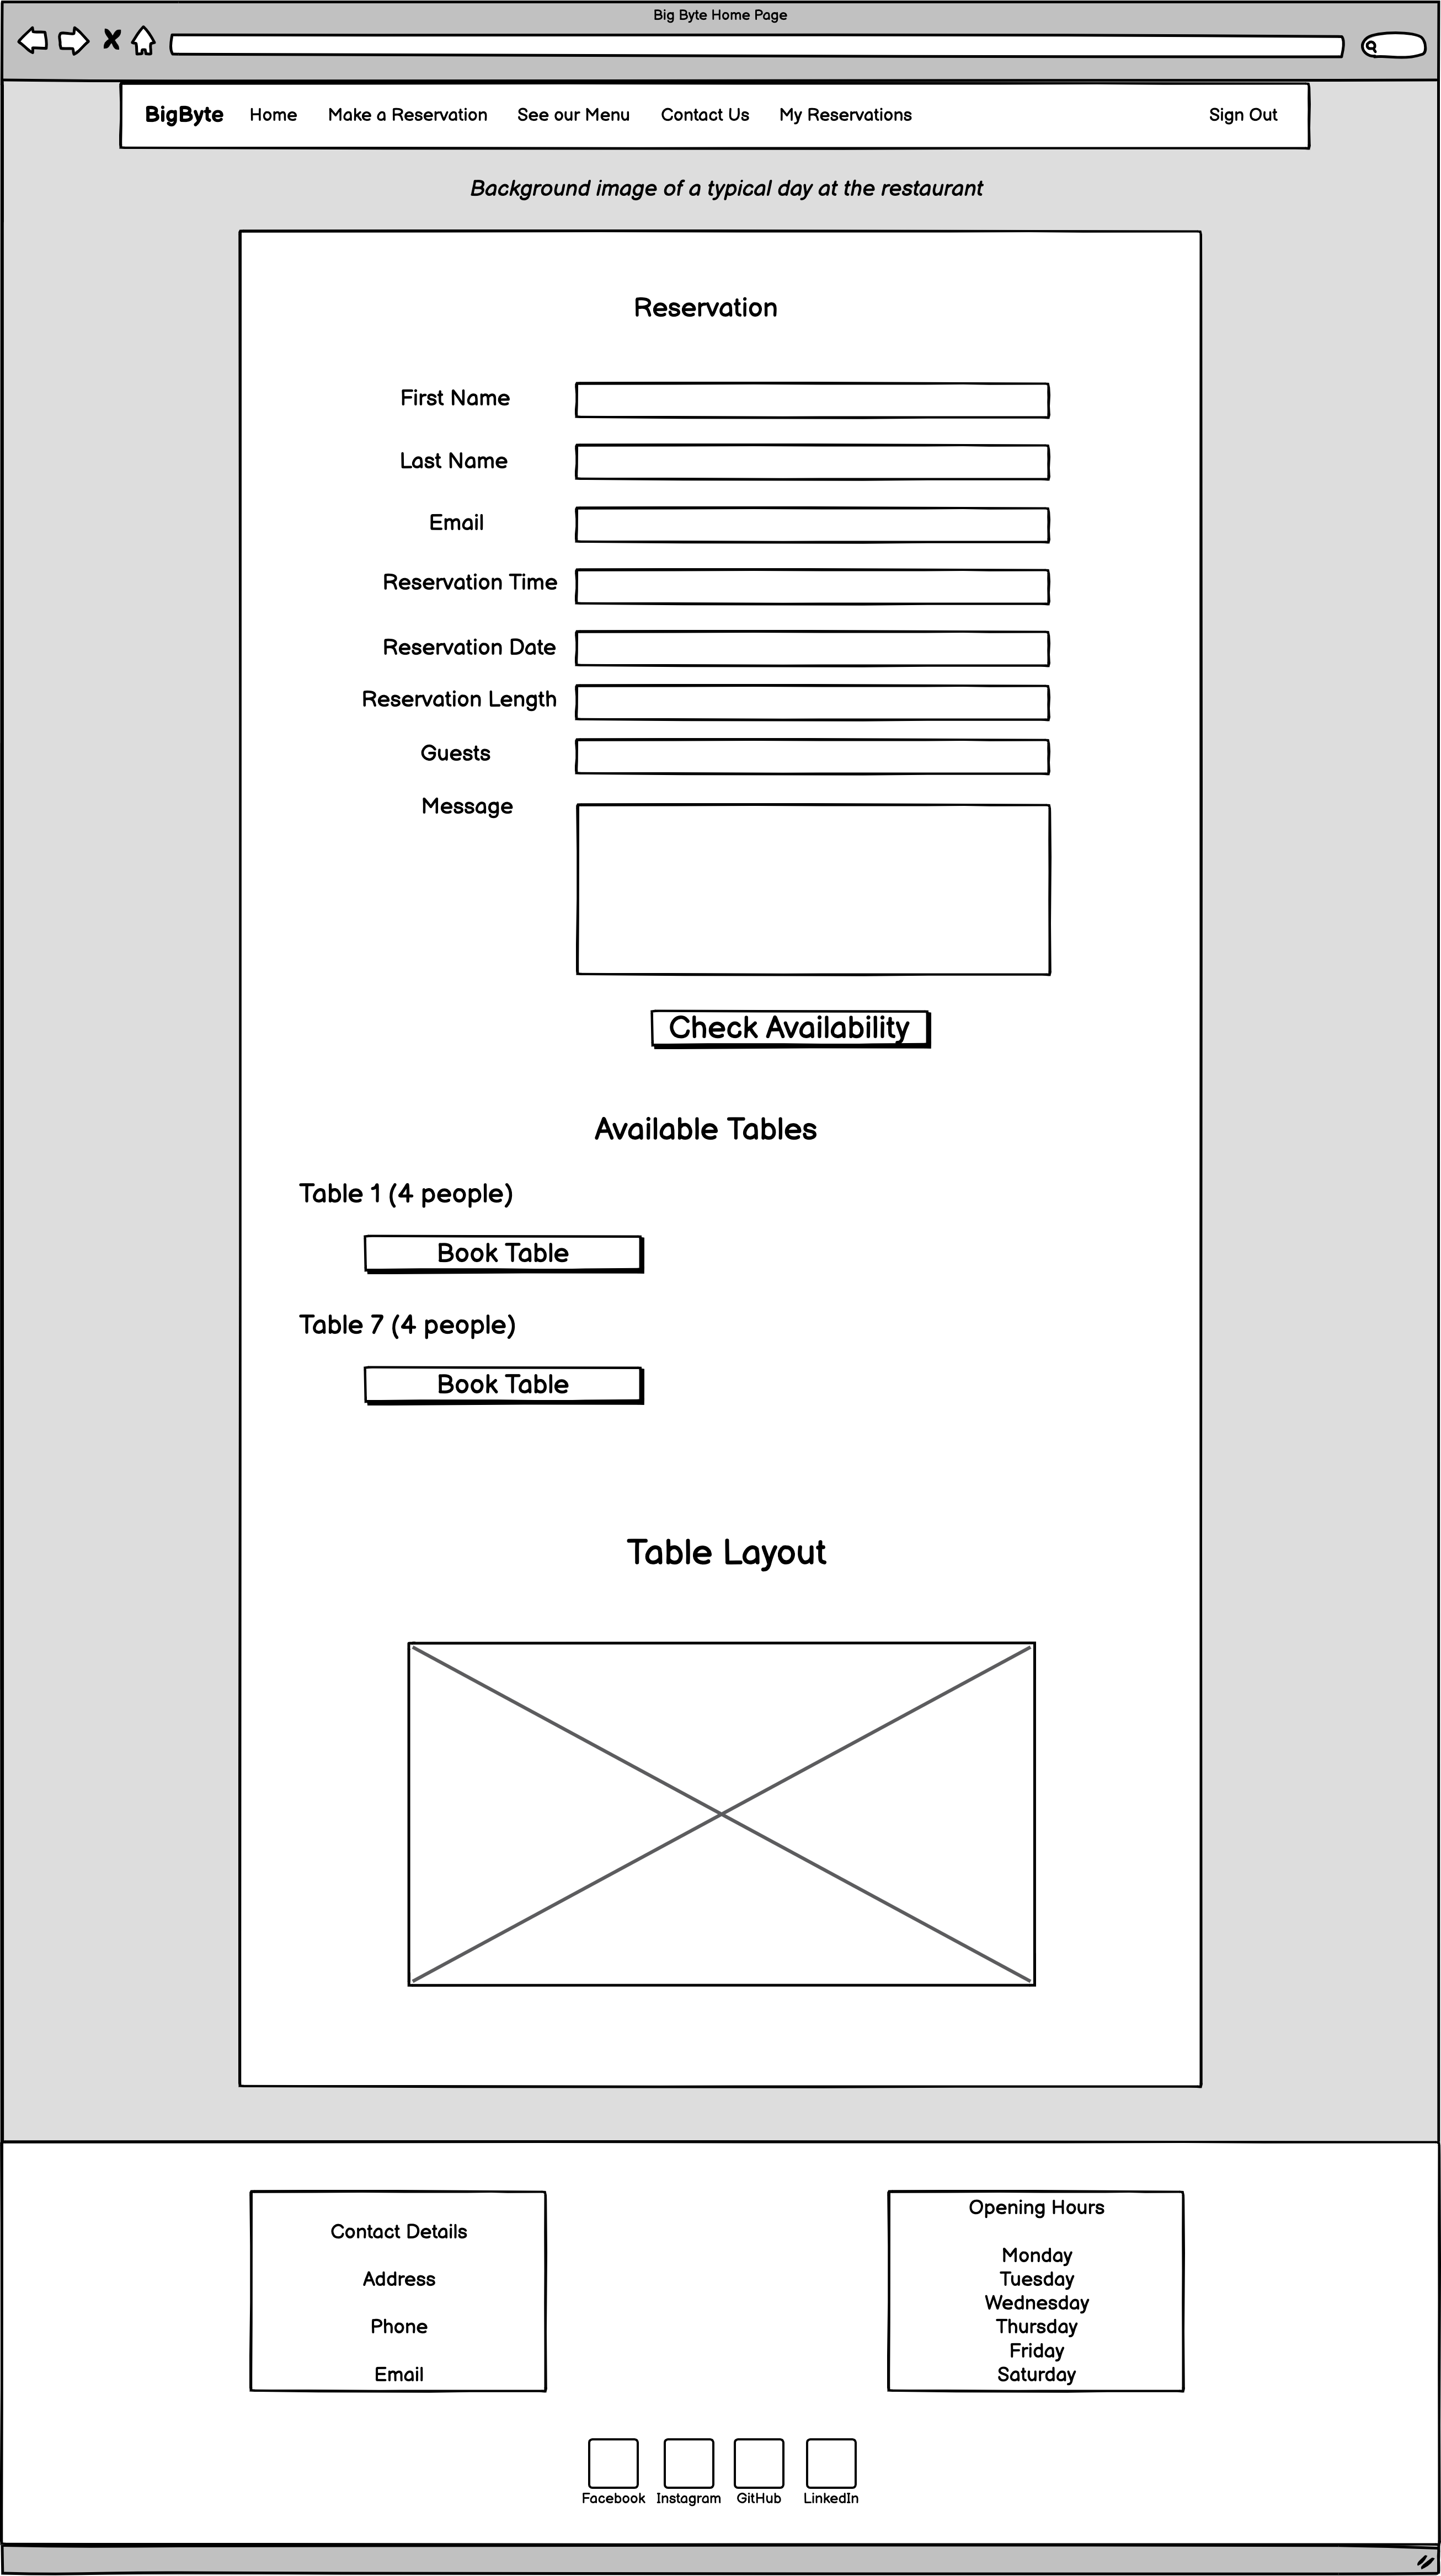 Big Byte Home Page
BigByte Home Make a Reservation See our Menu Contact Us My Reservations Sign Out
Background image of a typical day at the restaurant
Reservation
First Name
Last Name
Email
Reservation Time
Reservation Date
Reservation Length
Guests
Message
Check Availability
Available Tables
Table 1 (4 people)
Book Table
Table 7 (4 people)
Book Table
Table Layout
Contact Details
Address
Phone
Email
Opening Hours
Monday
Tuesday
Wednesday
Thursday
Friday
Saturday
Facebook Instagram GitHub LinkedIn